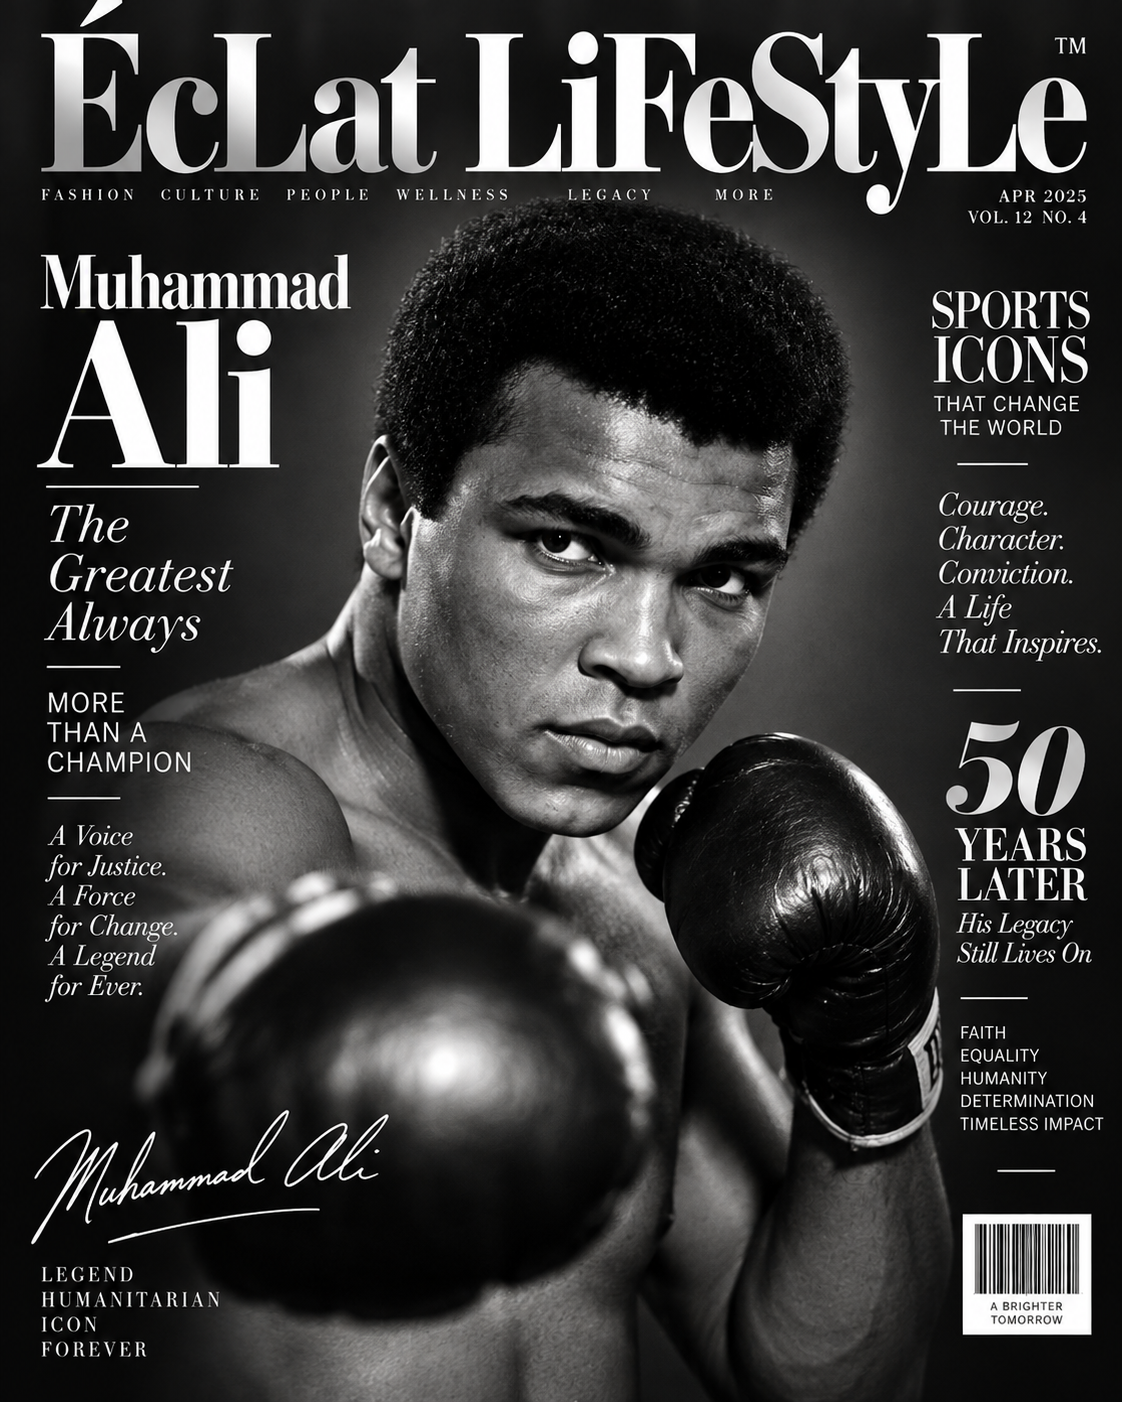 ÉcLat LiFeStyLe
TM
FASHION CULTURE PEOPLE WELLNESS LEGACY MORE
APR 2025
VOL. 12 NO. 4
Muhammad
Ali
The
Greatest
Always
MORE
THAN A
CHAMPION
A Voice
for Justice.
A Force
for Change.
A Legend
for Ever.
Muhammad Ali
LEGEND
HUMANITARIAN
ICON
FOREVER
SPORTS
ICONS
THAT CHANGE
THE WORLD
Courage.
Character.
Conviction.
A Life
That Inspires.
50
YEARS
LATER
His Legacy
Still Lives On
FAITH
EQUALITY
HUMANITY
DETERMINATION
TIMELESS IMPACT
A BRIGHTER
TOMORROW